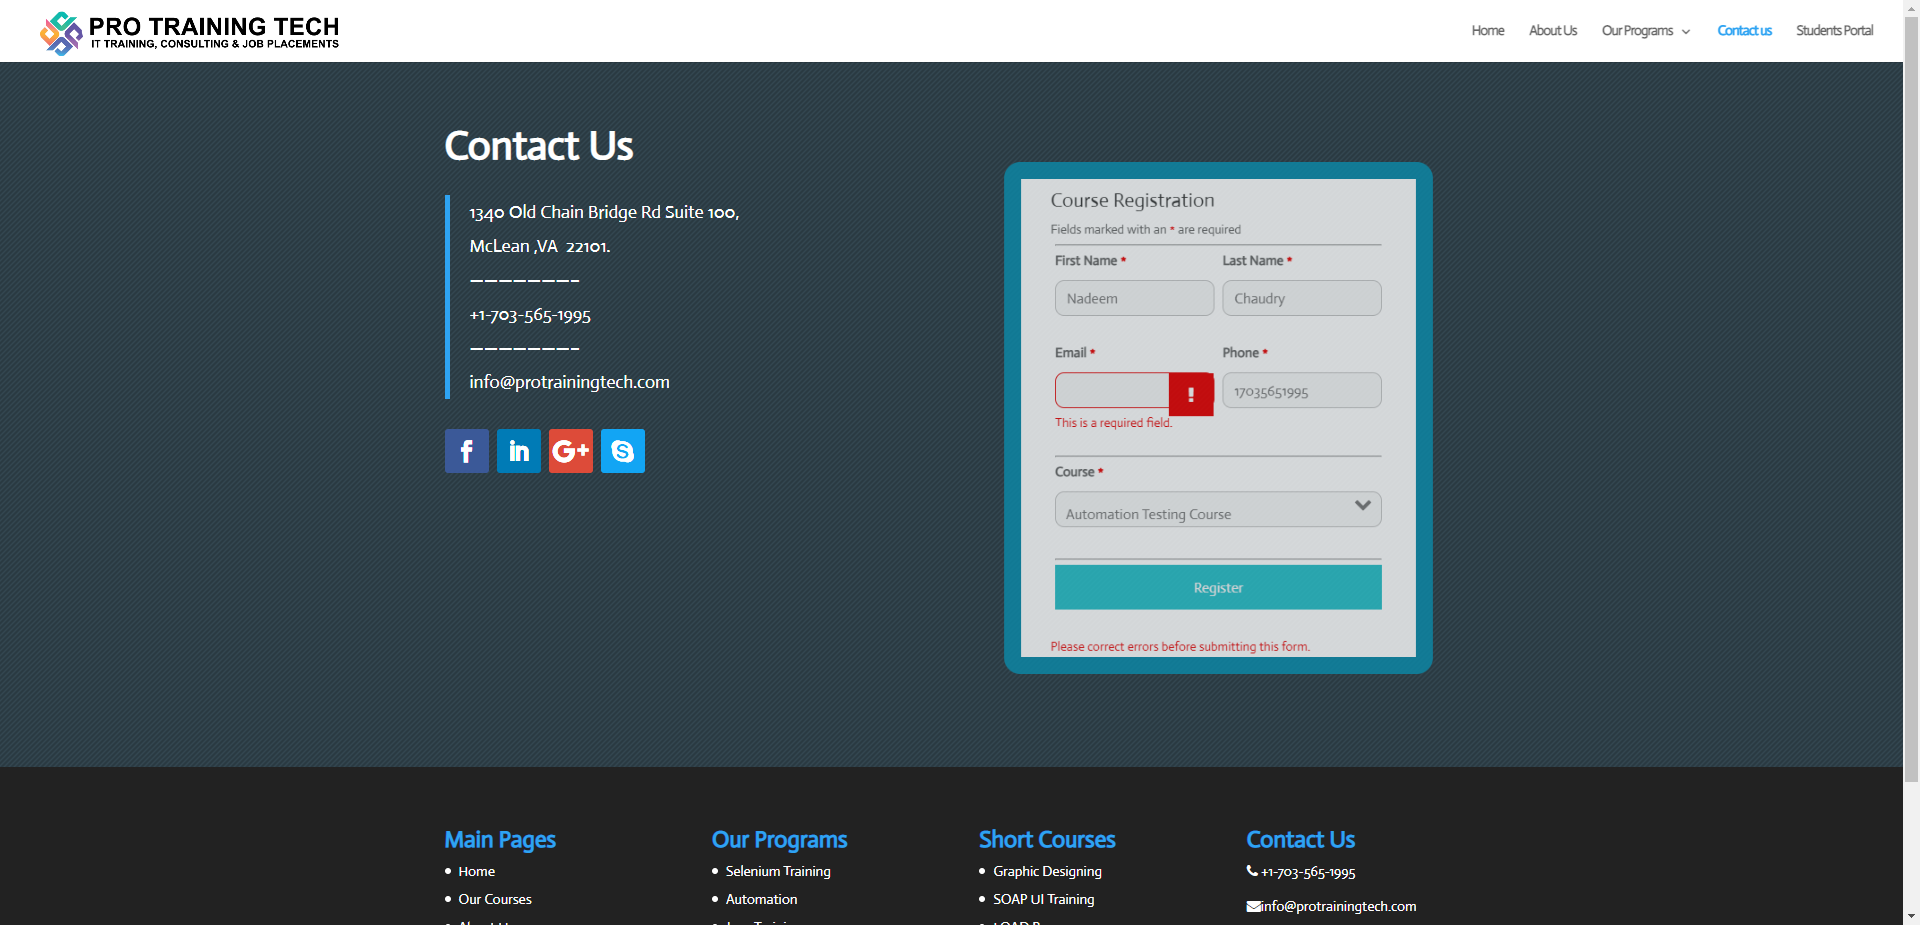 PRO TRAINING TECH
IT TRAINING, CONSULTING & JOB PLACEMENTS
Home
About Us
Our Programs
Contact us
Students Portal
Contact Us
1340 Old Chain Bridge Rd Suite 100,
McLean ,VA  22101.
————————–
+1-703-565-1995
————————–
info@protrainingtech.com
f
in
G+
S
Course Registration
Fields marked with an * are required
First Name *
Last Name *
Nadeem
Chaudry
Email *
Phone *
!
17035651995
This is a required field.
Course *
Automation Testing Course
Register
Please correct errors before submitting this form.
Main Pages
Home
Our Courses
Our Programs
Selenium Training
Automation
Short Courses
Graphic Designing
SOAP UI Training
Contact Us
+1-703-565-1995
info@protrainingtech.com